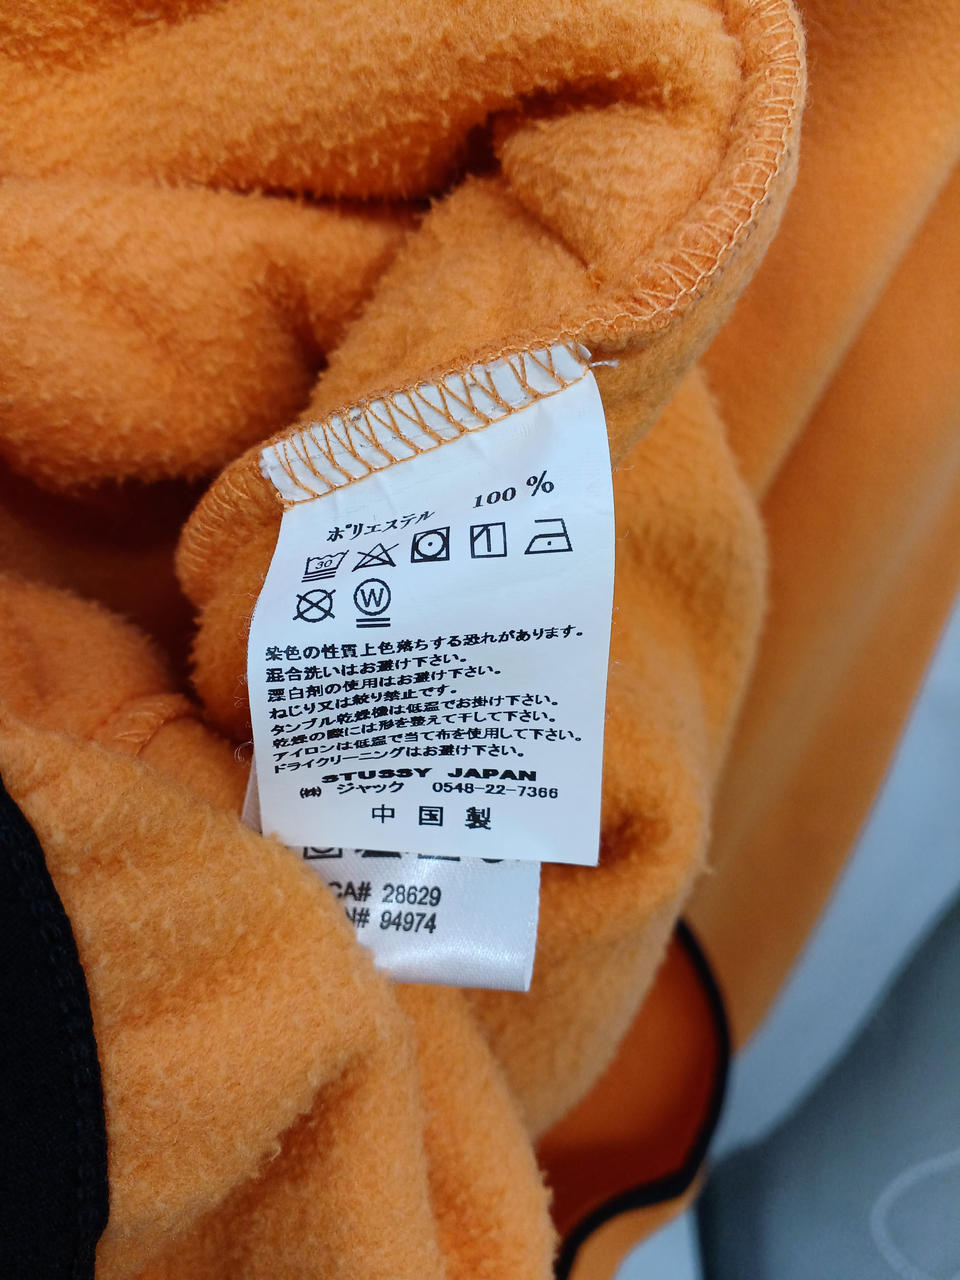 ポリエステル 100 %
30
W
染色の性質上色落ちする恐れがあります。
混合洗いはお避け下さい。
漂白剤の使用はお避け下さい。
ねじり又は絞り禁止です。
タンブル乾燥機は低温でお掛け下さい。
乾燥の際には形を整えて干して下さい。
アイロンは低温で当て布を使用して下さい。
ドライクリーニングはお避け下さい。
STUSSY JAPAN
㈱ ジャック 0548-22-7366
中国製
CA# 28629
N# 94974